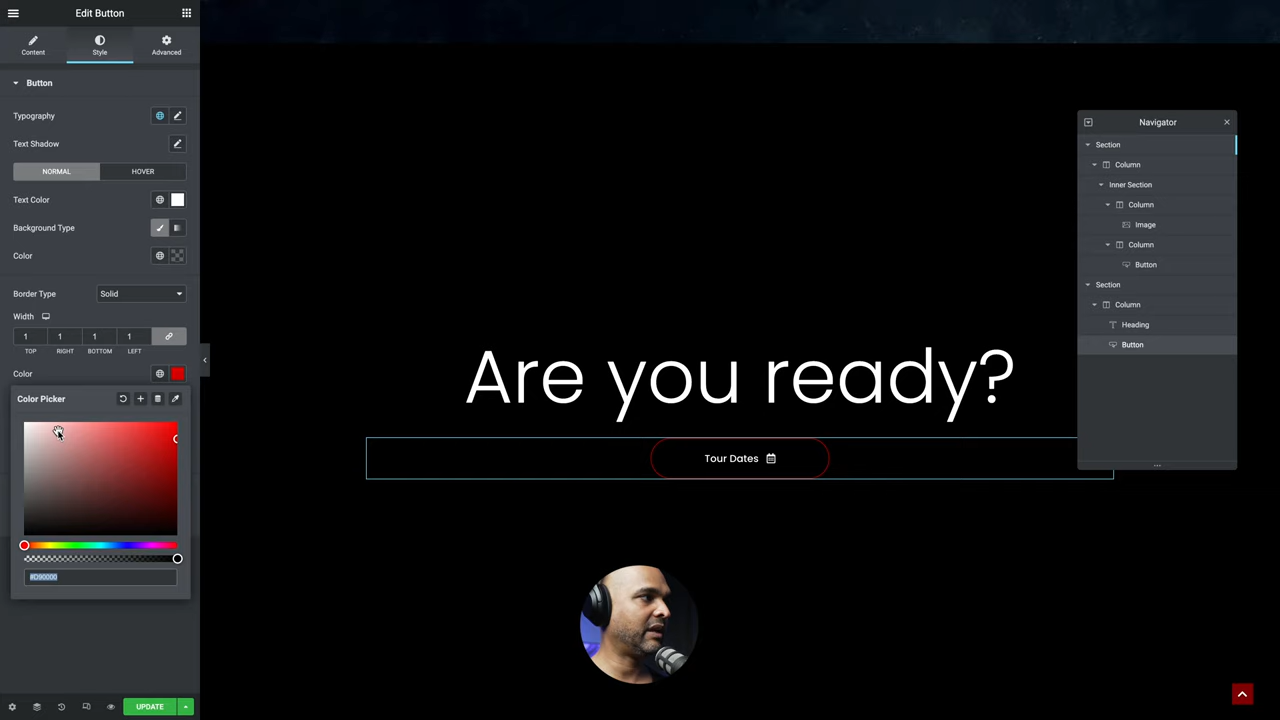 Edit Button
Content
Style
Advanced
Button
Typography
Text Shadow
NORMAL
HOVER
Text Color
Background Type
Color
Border Type
Solid
Width
1
1
1
1
TOP
RIGHT
BOTTOM
LEFT
Color
Color Picker
#D90000
UPDATE
Are you ready?
Tour Dates
Navigator
Section
Column
Inner Section
Column
Image
Column
Button
Section
Column
Heading
Button